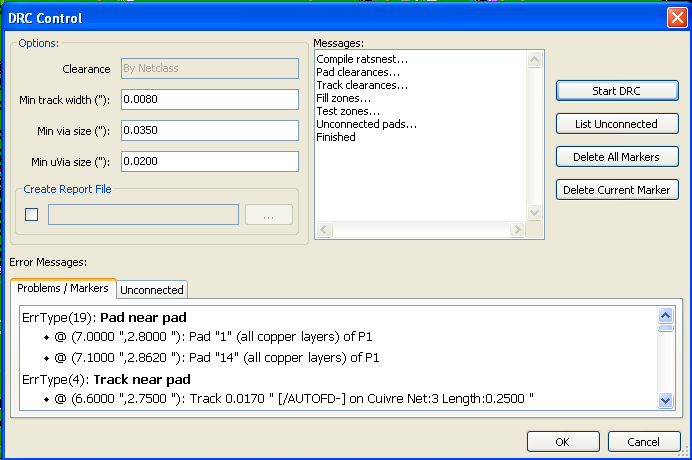 DRC Control
Options:
Clearance
By Netclass
Min track width ("):
0.0080
Min via size ("):
0.0350
Min uVia size ("):
0.0200
Create Report File
...
Messages:
Compile ratsnest...
Pad clearances...
Track clearances...
Fill zones...
Test zones...
Unconnected pads...
Finished
Start DRC
List Unconnected
Delete All Markers
Delete Current Marker
Error Messages:
Problems / Markers
Unconnected
ErrType(19): Pad near pad
@ (7.0000 ",2.8000 "): Pad "1" (all copper layers) of P1
@ (7.1000 ",2.8620 "): Pad "14" (all copper layers) of P1
ErrType(4): Track near pad
@ (6.6000 ",2.7500 "): Track 0.0170 " [/AUTOFD-] on Cuivre Net:3 Length:0.2500 "
OK
Cancel